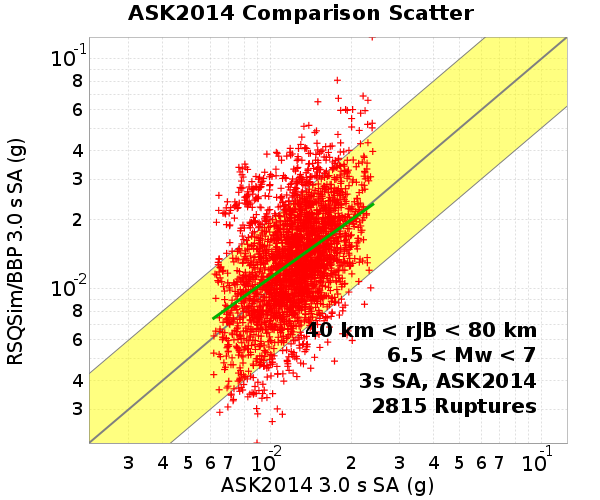 ASK2014 Comparison Scatter
RSQSim/BBP 3.0 s SA (g)
10⁻¹
8
6
4
3
2
10⁻²
8
6
4
3
40 km < rJB < 80 km
6.5 < Mw < 7
3s SA, ASK2014
2815 Ruptures
3 4 5 6 7 10⁻² 2 3 4 5 6 7 10⁻¹
ASK2014 3.0 s SA (g)